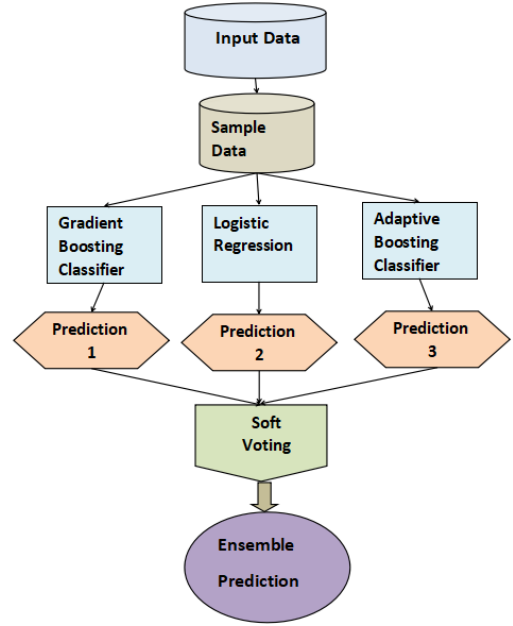 Input Data
Sample
Data
Gradient
Boosting
Classifier
Logistic
Regression
Adaptive
Boosting
Classifier
Prediction
1
Prediction
2
Prediction
3
Soft
Voting
Ensemble
Prediction